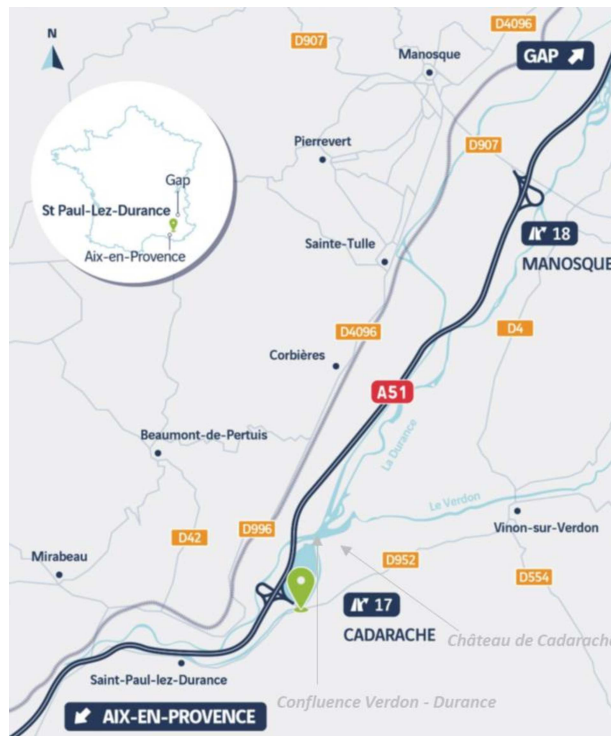 D4096
D907
N
Manosque
GAP
Pierrevert
D907
Gap
St Paul-Lez-Durance
Aix-en-Provence
Sainte-Tulle
18
MANOSQUE
D4096
D4
Corbières
A51
Beaumont-de-Pertuis
La Durance
Le Verdon
Vinon-sur-Verdon
D996
D42
Mirabeau
D952
D554
17
CADARACHE
Château de Cadarache
Saint-Paul-lez-Durance
Confluence Verdon - Durance
AIX-EN-PROVENCE